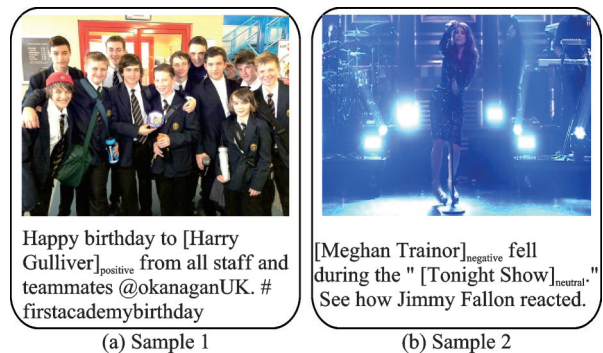 Happy birthday to [Harry
Gulliver]positive from all staff and
teammates @okanaganUK. #
firstacademybirthday
(a) Sample 1
[Meghan Trainor]negative fell
during the " [Tonight Show]neutral."
See how Jimmy Fallon reacted.
(b) Sample 2